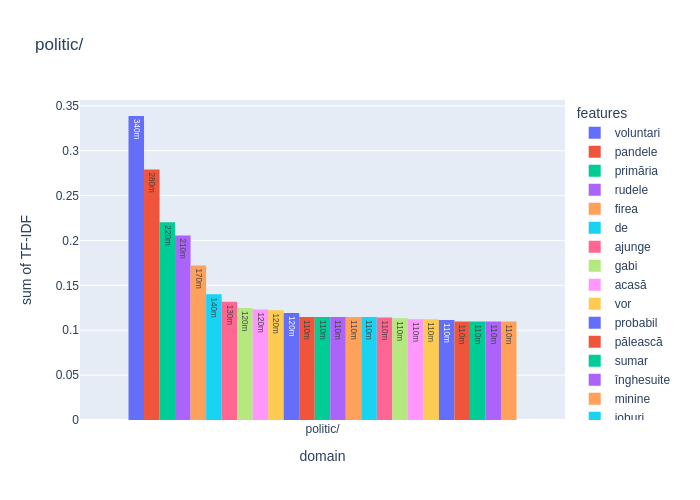 politic/
0.35
0.3
0.25
0.2
0.15
0.1
0.05
0
sum of TF-IDF
340m
280m
220m
210m
170m
140m
130m
120m
120m
120m
120m
110m
110m
110m
110m
110m
110m
110m
110m
110m
110m
110m
110m
110m
110m
politic/
domain
features
voluntari
pandele
primăria
rudele
firea
de
ajunge
gabi
acasă
vor
probabil
pălească
sumar
înghesuite
minine
joburi